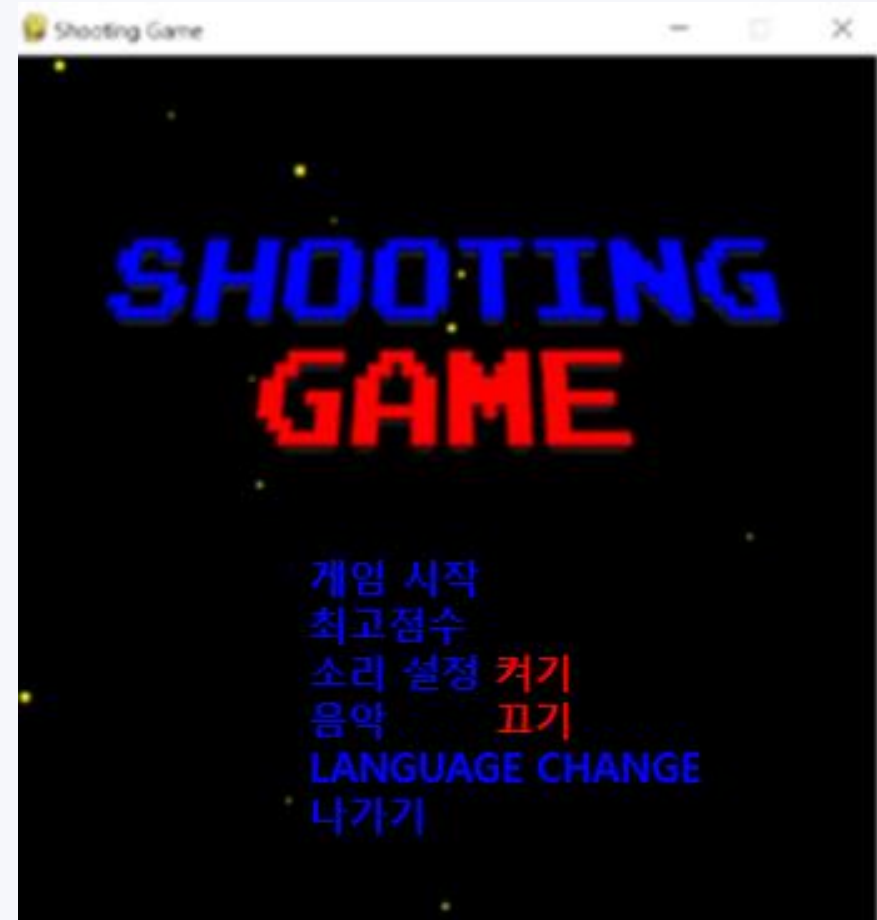 Shooting Game
SHOOTING
GAME
게임 시작
최고점수
소리 설정 켜기
음악 끄기
LANGUAGE CHANGE
나가기